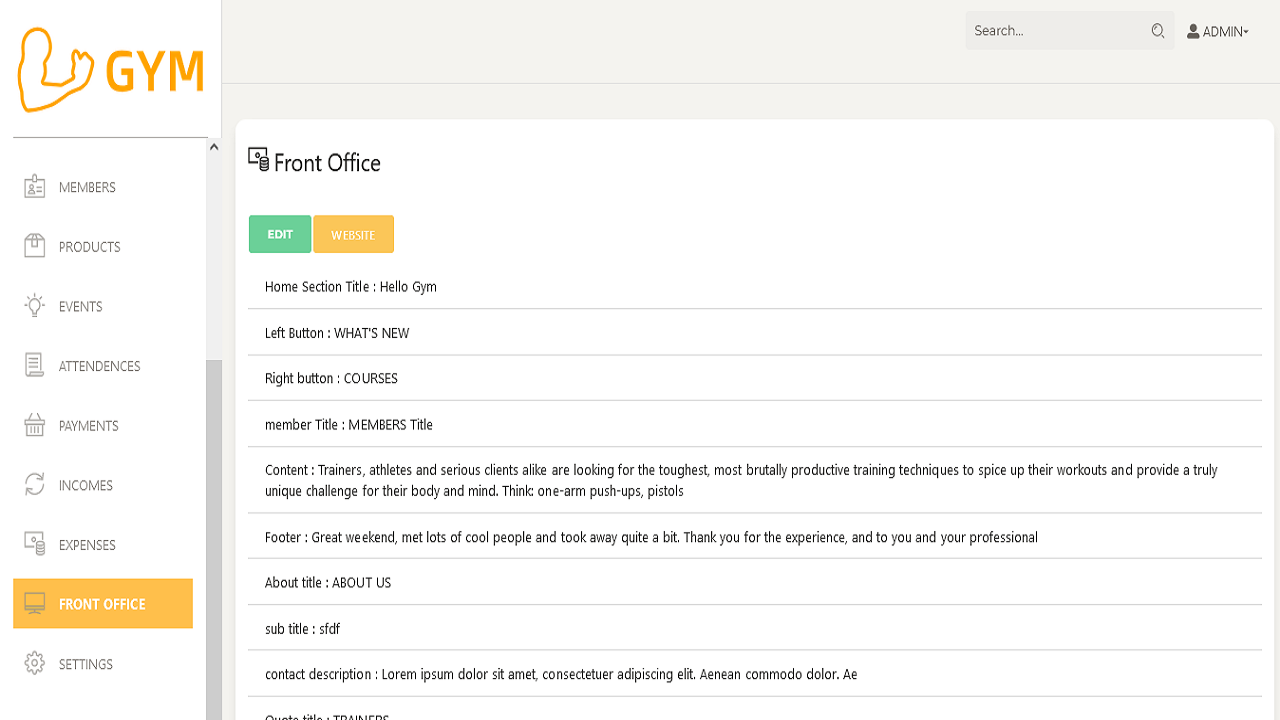 GYM
Search...
ADMIN
MEMBERS
PRODUCTS
EVENTS
ATTENDENCES
PAYMENTS
INCOMES
EXPENSES
FRONT OFFICE
SETTINGS
Front Office
EDIT
WEBSITE
Home Section Title : Hello Gym
Left Button : WHAT'S NEW
Right button : COURSES
member Title : MEMBERS Title
Content : Trainers, athletes and serious clients alike are looking for the toughest, most brutally productive training techniques to spice up their workouts and provide a truly
unique challenge for their body and mind. Think: one-arm push-ups, pistols
Footer : Great weekend, met lots of cool people and took away quite a bit. Thank you for the experience, and to you and your professional
About title : ABOUT US
sub title : sfdf
contact description : Lorem ipsum dolor sit amet, consectetuer adipiscing elit. Aenean commodo dolor. Ae
Quote title : TRAINERS